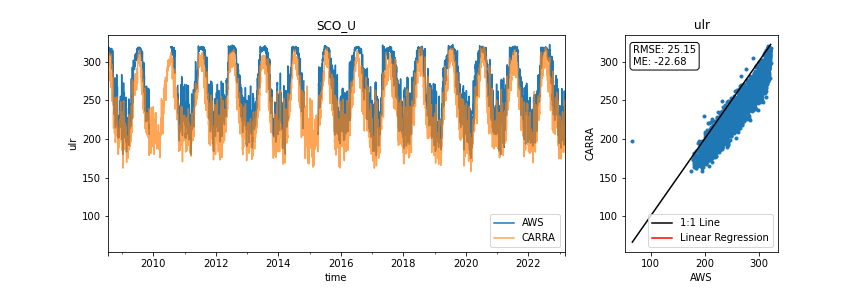 SCO_U
ulr
300
250
200
150
100
2010
2012
2014
2016
2018
2020
2022
time
ulr
AWS
CARRA
ulr
RMSE: 25.15
ME: -22.68
300
250
200
150
100
CARRA
1:1 Line
Linear Regression
100
200
300
AWS